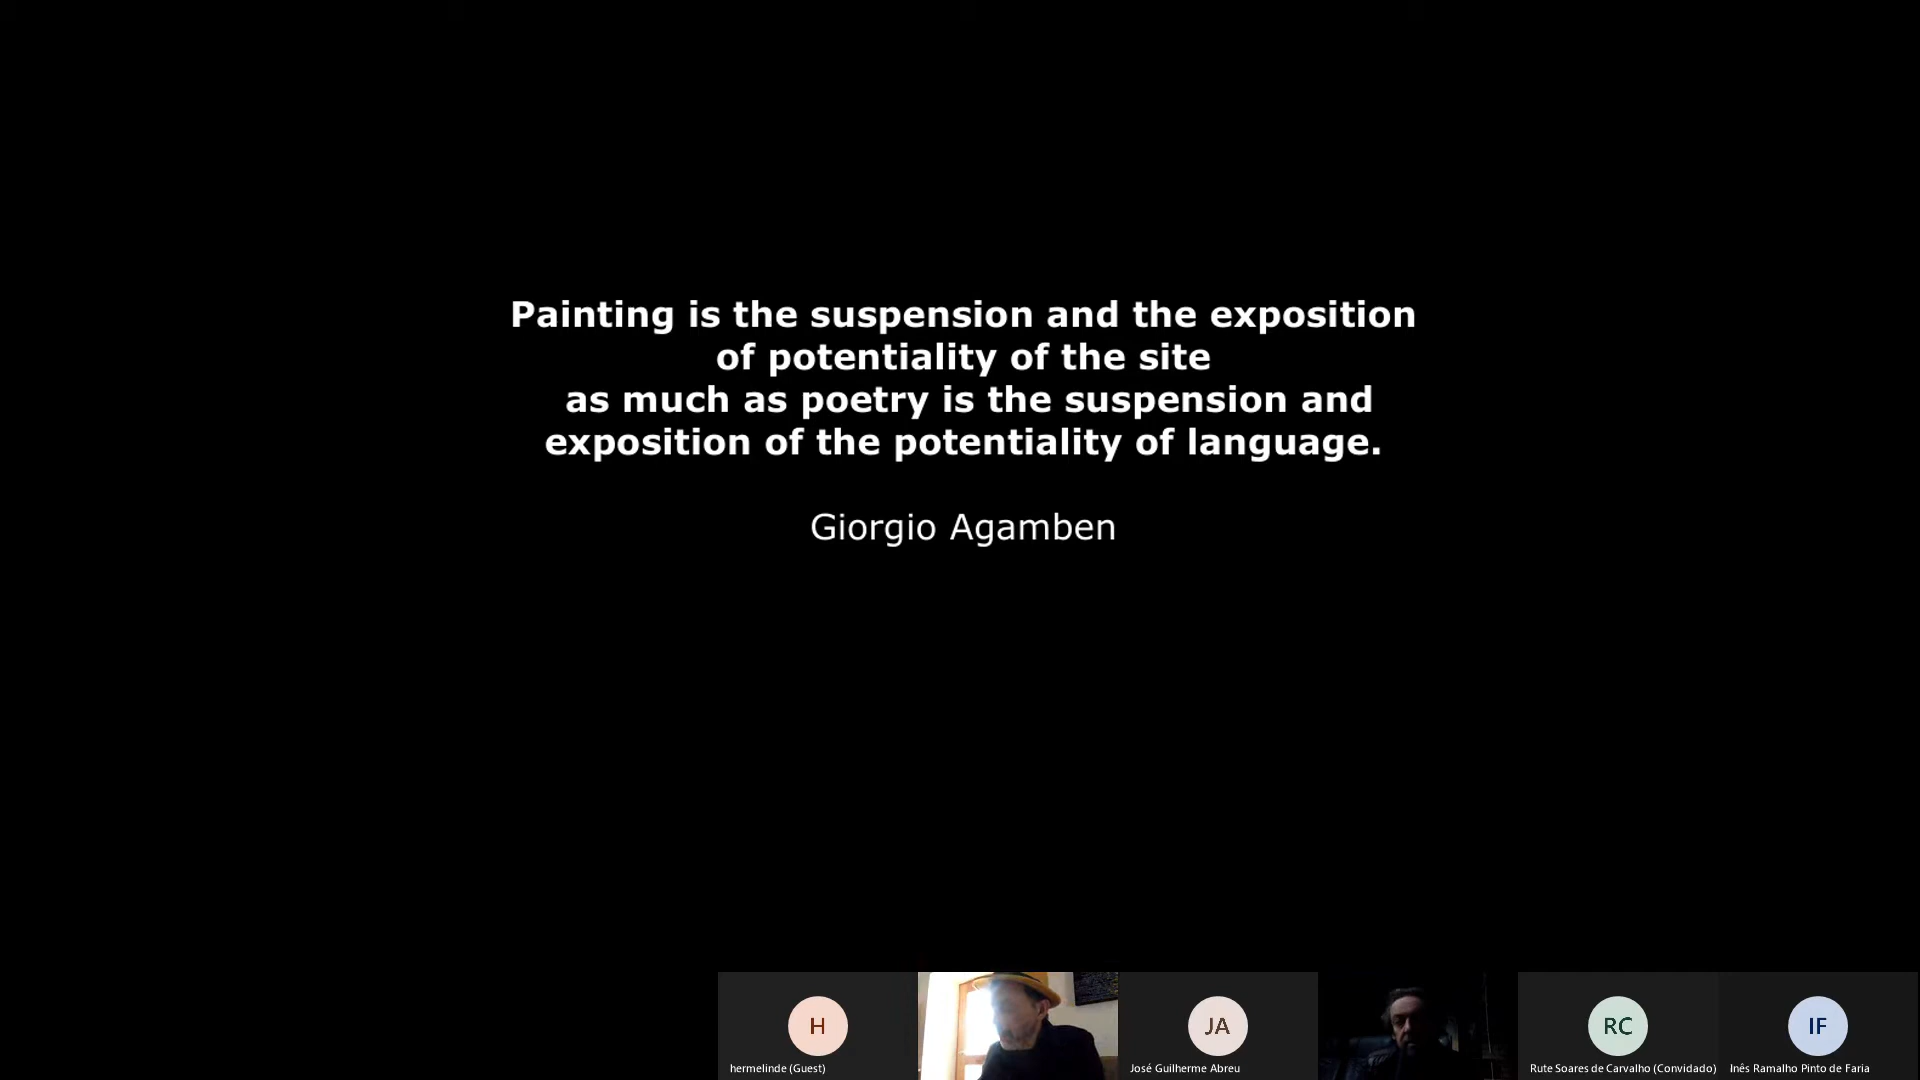 Painting is the suspension and the exposition
of potentiality of the site
as much as poetry is the suspension and
exposition of the potentiality of language.
Giorgio Agamben
H
JA
RC
IF
hermelinde (Guest)
José Guilherme Abreu
Rute Soares de Carvalho (Convidado)
Inês Ramalho Pinto de Faria